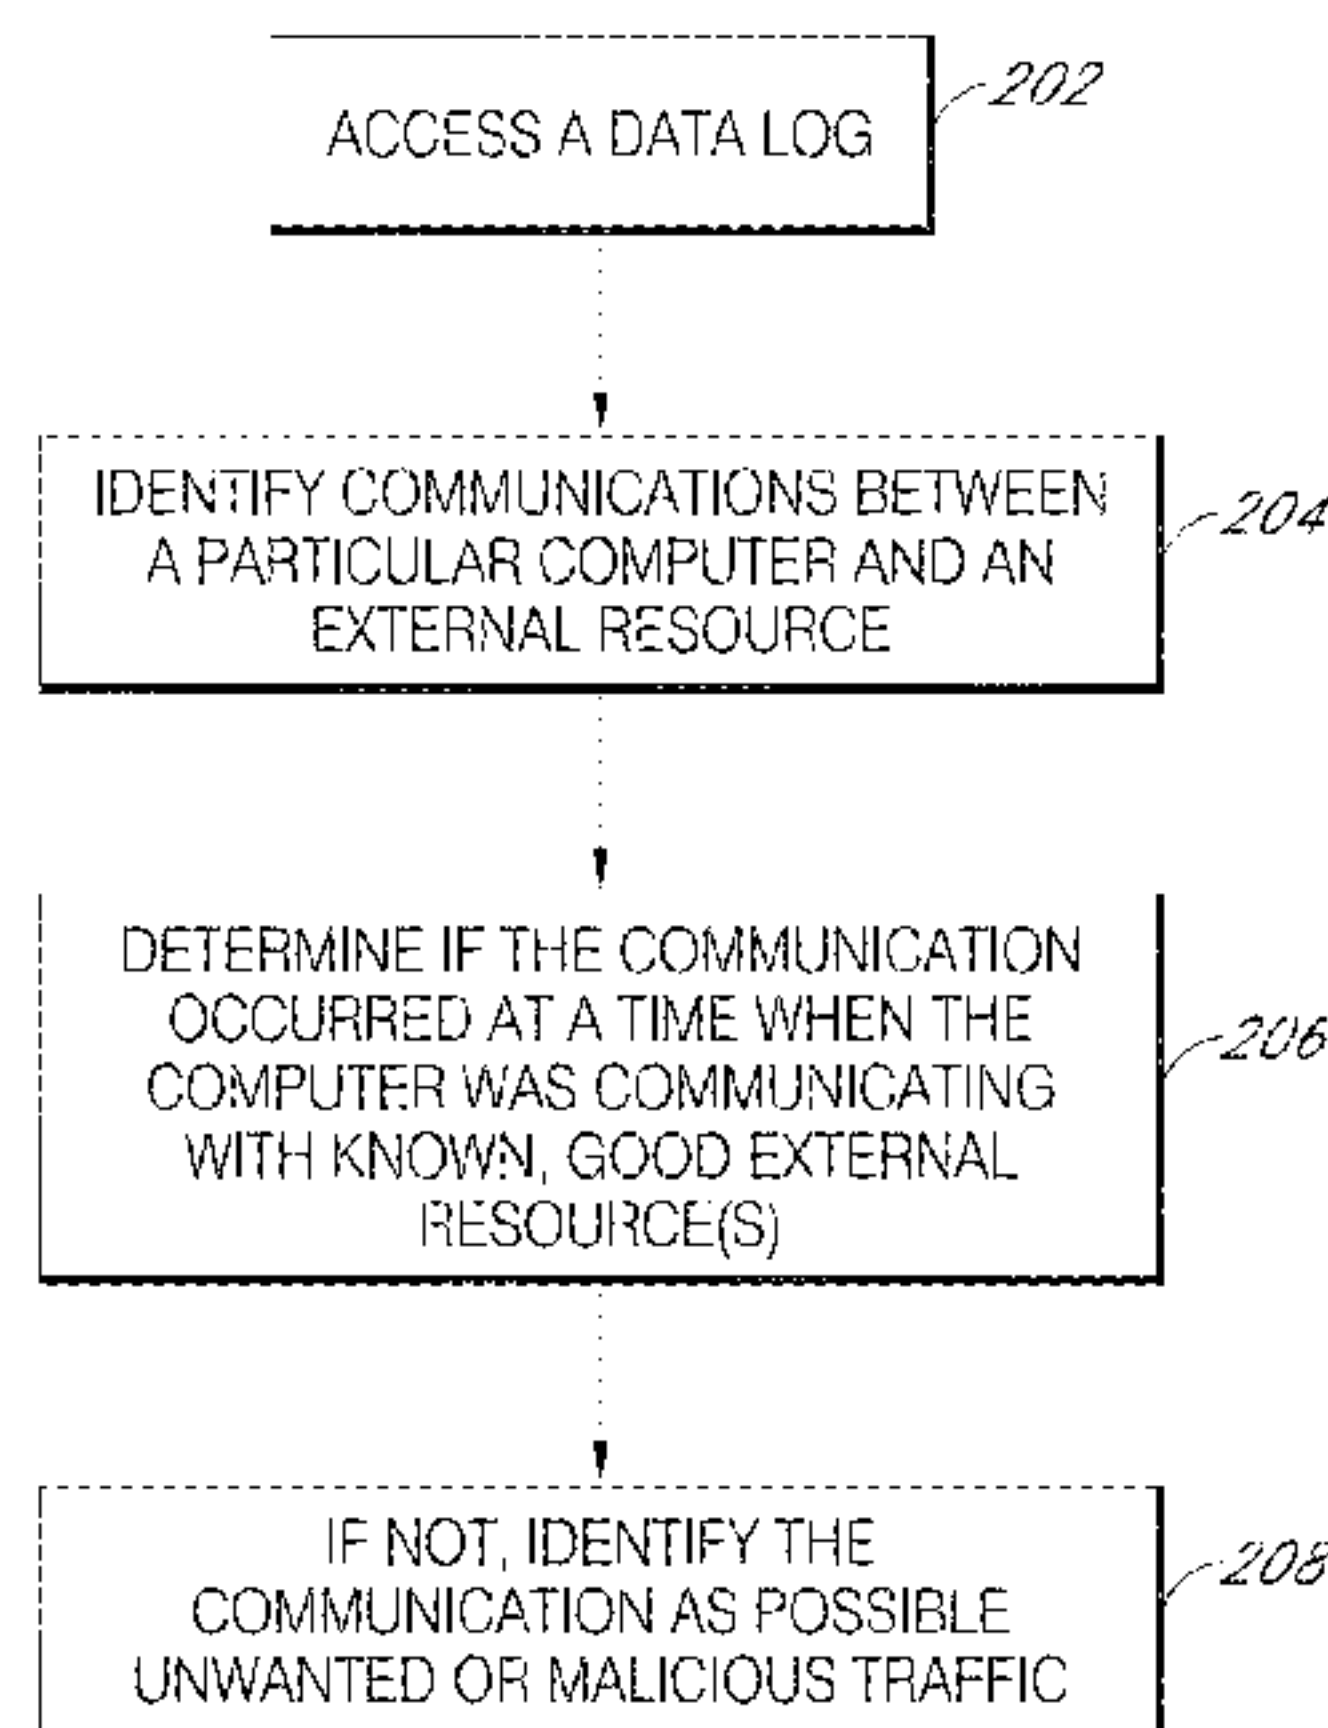 ACCESS A DATA LOG
202
IDENTIFY COMMUNICATIONS BETWEEN
A PARTICULAR COMPUTER AND AN
EXTERNAL RESOURCE
204
DETERMINE IF THE COMMUNICATION
OCCURRED AT A TIME WHEN THE
COMPUTER WAS COMMUNICATING
WITH KNOWN, GOOD EXTERNAL
RESOURCE(S)
206
IF NOT, IDENTIFY THE
COMMUNICATION AS POSSIBLE
UNWANTED OR MALICIOUS TRAFFIC
208